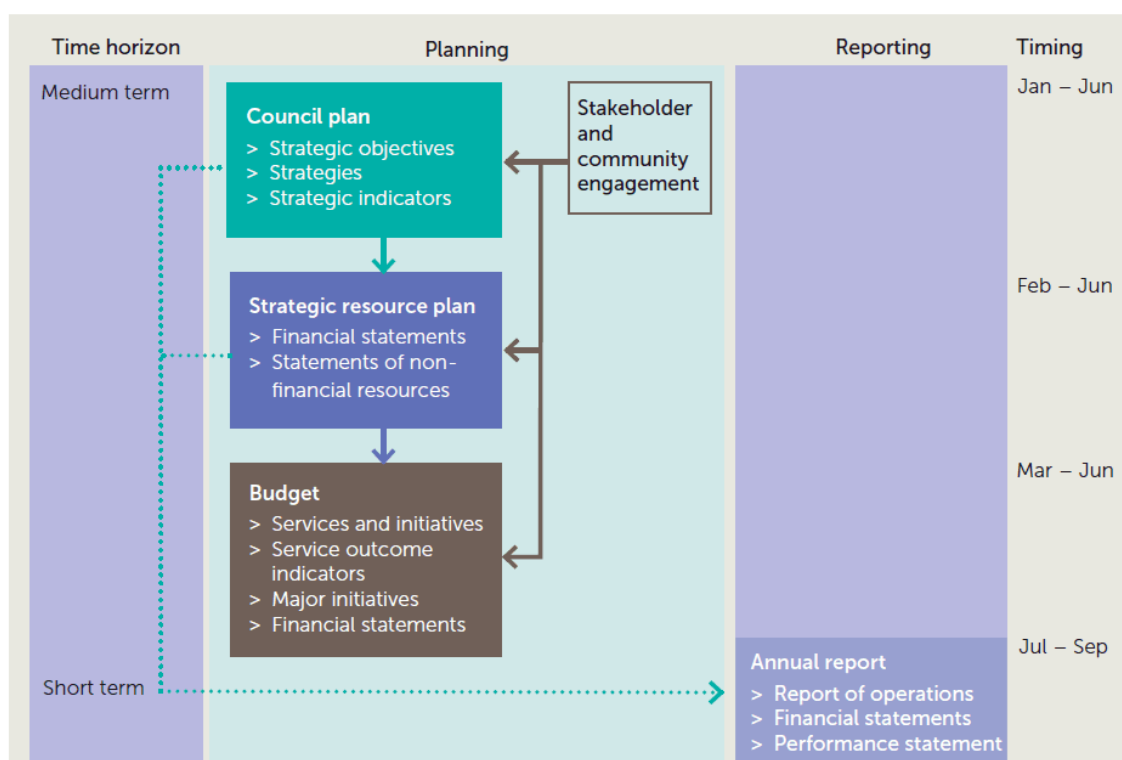 Time horizon
Planning
Reporting
Timing
Medium term
Council plan
> Strategic objectives
> Strategies
> Strategic indicators
Stakeholder
and
community
engagement
Jan – Jun
Strategic resource plan
> Financial statements
> Statements of non-
financial resources
Feb – Jun
Budget
> Services and initiatives
> Service outcome
indicators
> Major initiatives
> Financial statements
Mar – Jun
Short term
Annual report
> Report of operations
> Financial statements
> Performance statement
Jul – Sep